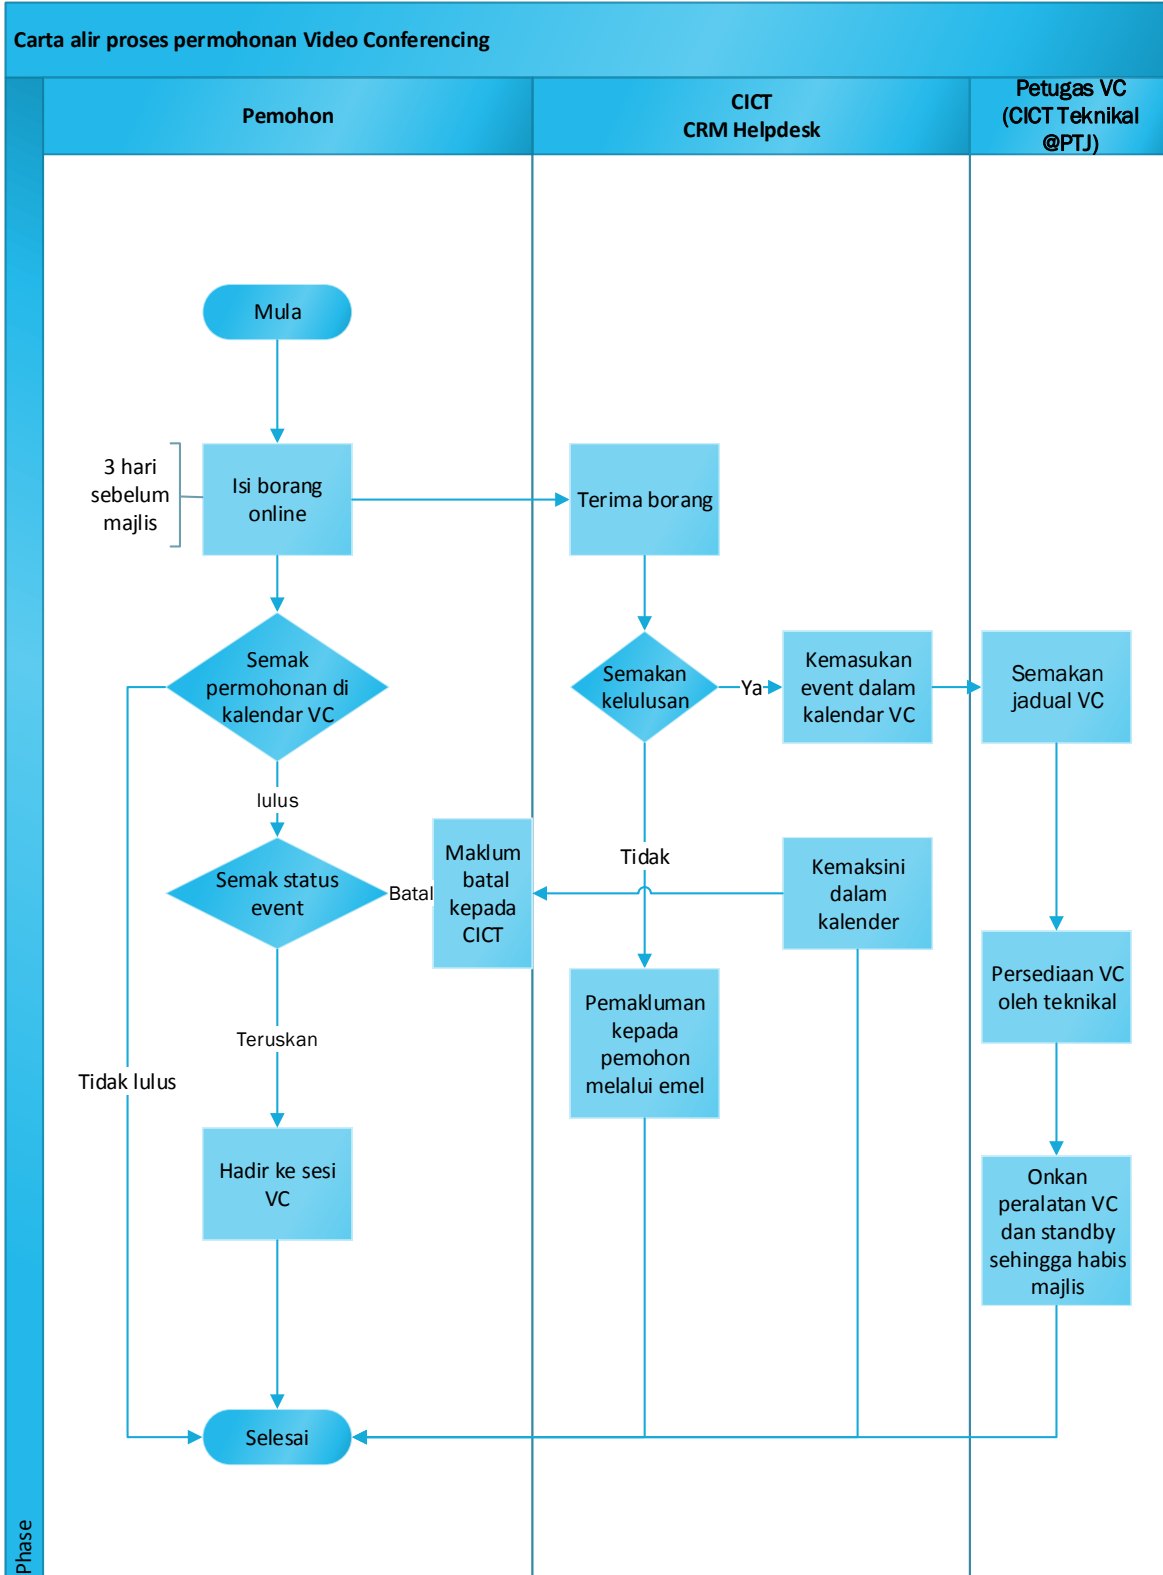 Carta alir proses permohonan Video Conferencing
Pemohon
CICT
CRM Helpdesk
Petugas VC
(CICT Teknikal
@PTJ)
Mula
3 hari
sebelum
majlis
Isi borang
online
Terima borang
Semak
permohonan di
kalendar VC
Semakan
kelulusan
Ya
Kemasukan
event dalam
kalendar VC
Semakan
jadual VC
lulus
Semak status
event
Batal
Maklum
batal
kepada
CICT
Tidak
Kemaksini
dalam
kalender
Persediaan VC
oleh teknikal
Pemakluman
kepada
pemohon
melalui emel
Teruskan
Tidak lulus
Hadir ke sesi
VC
Onkan
peralatan VC
dan standby
sehingga habis
majlis
Selesai
Phase